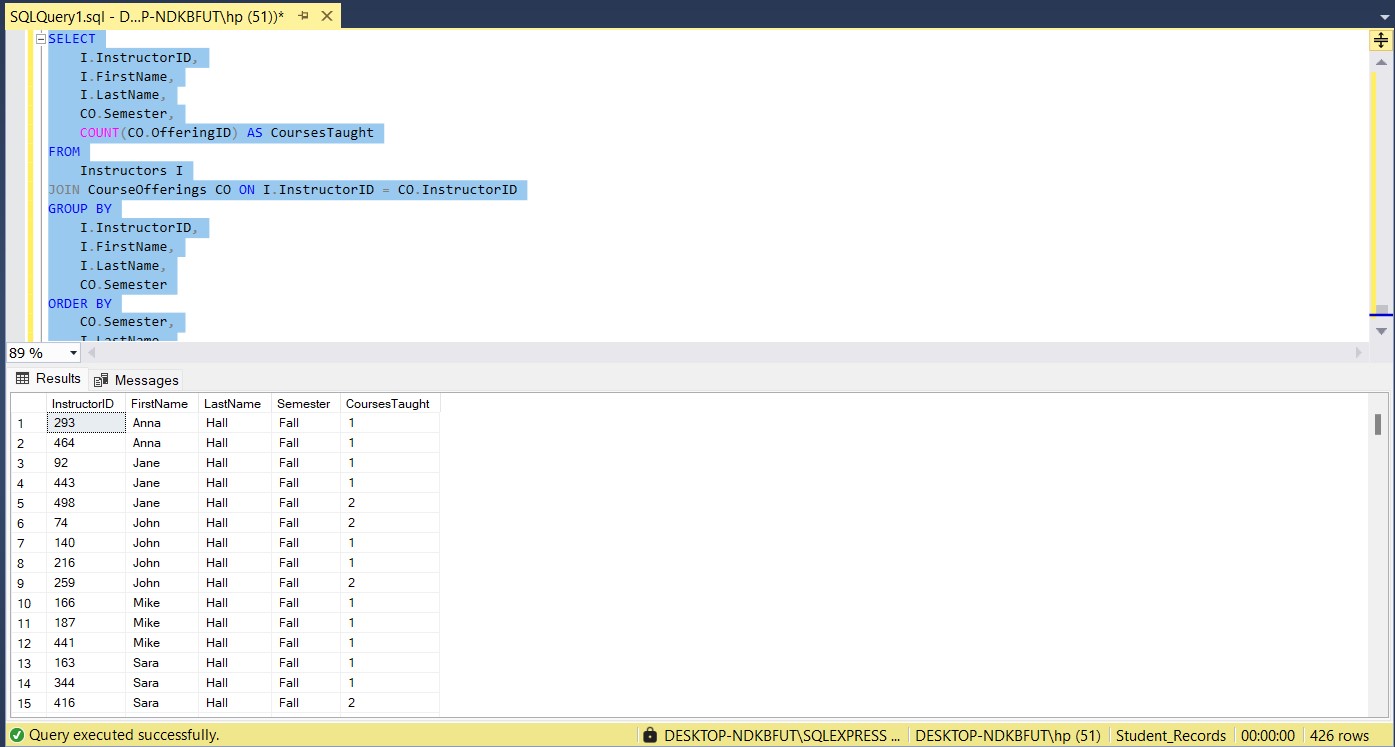 SQLQuery1.sql - D...P-NDKBFUT\hp (51))*
SELECT
I.InstructorID,
I.FirstName,
I.LastName,
CO.Semester,
COUNT(CO.OfferingID) AS CoursesTaught
FROM
Instructors I
JOIN CourseOfferings CO ON I.InstructorID = CO.InstructorID
GROUP BY
I.InstructorID,
I.FirstName,
I.LastName,
CO.Semester
ORDER BY
CO.Semester,
I.LastName
89 %
Results Messages
InstructorID FirstName LastName Semester CoursesTaught
1 293 Anna Hall Fall 1
2 464 Anna Hall Fall 1
3 92 Jane Hall Fall 1
4 443 Jane Hall Fall 1
5 498 Jane Hall Fall 2
6 74 John Hall Fall 2
7 140 John Hall Fall 1
8 216 John Hall Fall 1
9 259 John Hall Fall 2
10 166 Mike Hall Fall 1
11 187 Mike Hall Fall 1
12 441 Mike Hall Fall 1
13 163 Sara Hall Fall 1
14 344 Sara Hall Fall 1
15 416 Sara Hall Fall 2
Query executed successfully. DESKTOP-NDKBFUT\SQLEXPRESS ... DESKTOP-NDKBFUT\hp (51) Student_Records 00:00:00 426 rows